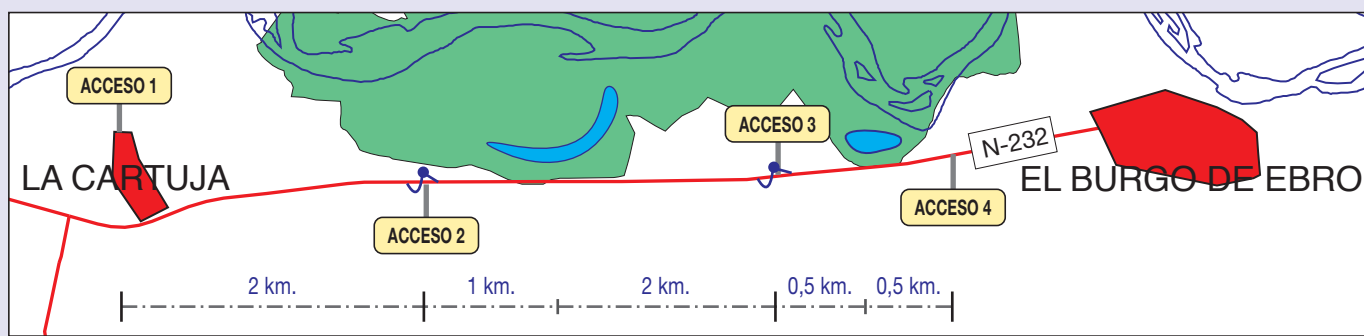 ACCESO 1
ACCESO 3
N-232
LA CARTUJA
EL BURGO DE EBRO
ACCESO 4
ACCESO 2
2 km.
1 km.
2 km.
0,5 km.
0,5 km.